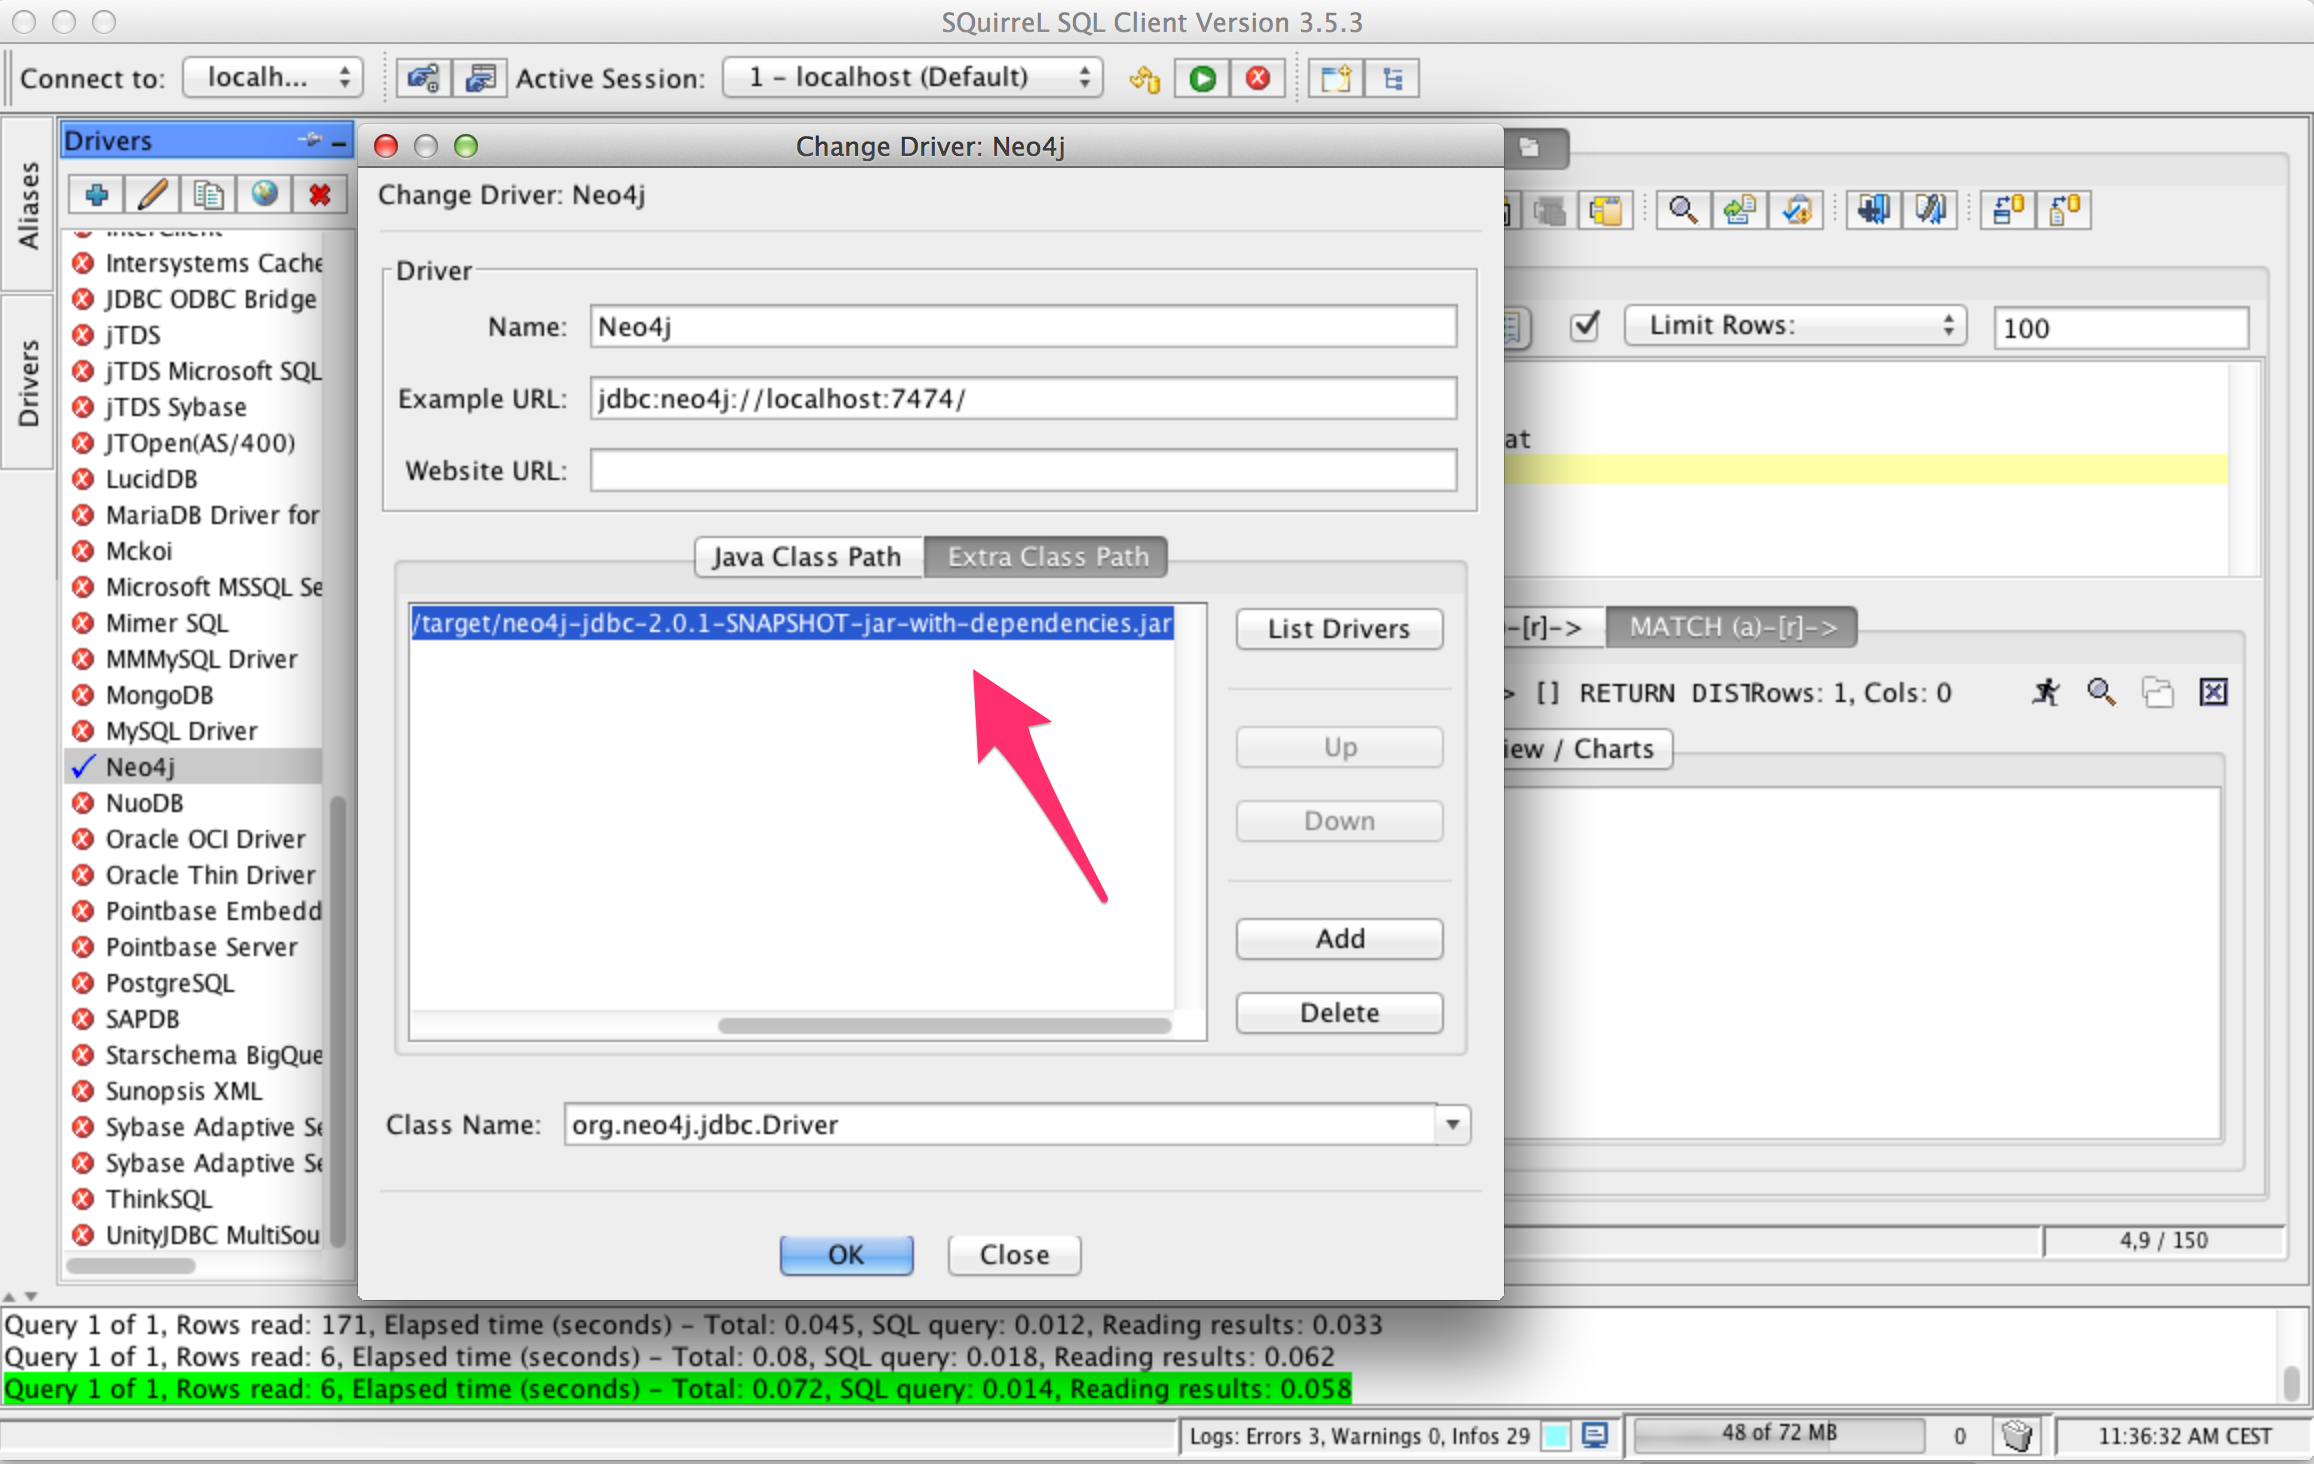 SQuirreL SQL Client Version 3.5.3
Connect to: localh... Active Session: 1 – localhost (Default)
Aliases
Drivers
Drivers
InterClient
Intersystems Cache
JDBC ODBC Bridge
jTDS
jTDS Microsoft SQL
jTDS Sybase
JTOpen(AS/400)
LucidDB
MariaDB Driver for
Mckoi
Microsoft MSSQL Se
Mimer SQL
MMMySQL Driver
MongoDB
MySQL Driver
Neo4j
NuoDB
Oracle OCI Driver
Oracle Thin Driver
Pointbase Embedd
Pointbase Server
PostgreSQL
SAPDB
Starschema BigQue
Sunopsis XML
Sybase Adaptive Se
Sybase Adaptive Se
ThinkSQL
UnityJDBC MultiSou
Change Driver: Neo4j
Change Driver: Neo4j
Driver
Name: Neo4j
Example URL: jdbc:neo4j://localhost:7474/
Website URL:
Java Class Path Extra Class Path
/target/neo4j-jdbc-2.0.1-SNAPSHOT-jar-with-dependencies.jar
List Drivers
Up
Down
Add
Delete
Class Name: org.neo4j.jdbc.Driver
OK Close
Limit Rows: 100
at
-[r]-> MATCH (a)-[r]->
> [] RETURN DIST Rows: 1, Cols: 0
iew / Charts
4,9 / 150
Query 1 of 1, Rows read: 171, Elapsed time (seconds) – Total: 0.045, SQL query: 0.012, Reading results: 0.033
Query 1 of 1, Rows read: 6, Elapsed time (seconds) – Total: 0.08, SQL query: 0.018, Reading results: 0.062
Query 1 of 1, Rows read: 6, Elapsed time (seconds) – Total: 0.072, SQL query: 0.014, Reading results: 0.058
Logs: Errors 3, Warnings 0, Infos 29 48 of 72 MB 0 11:36:32 AM CEST